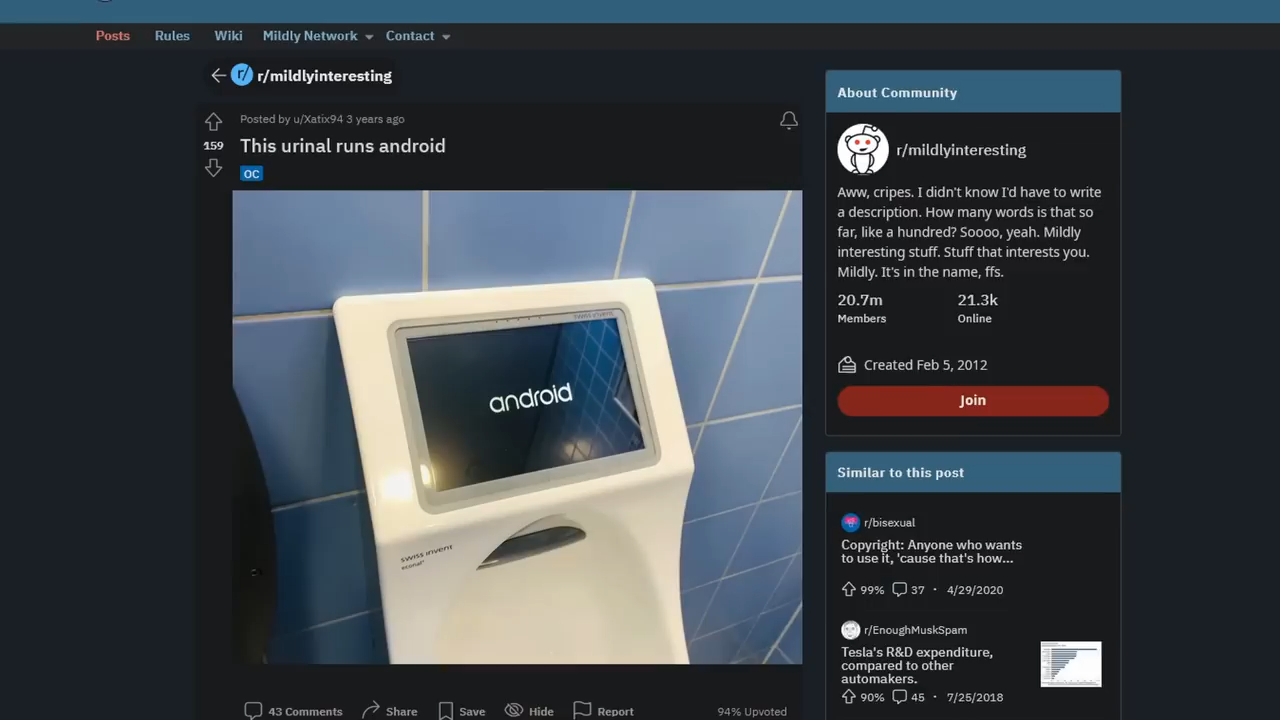 Posts Rules Wiki Mildly Network Contact
r/ r/mildlyinteresting
Posted by u/Xatix94 3 years ago
159
This urinal runs android
OC
swiss invent
android
swiss invent
43 Comments Share Save Hide Report 94% Upvoted
About Community
r/mildlyinteresting
Aww, cripes. I didn't know I'd have to write
a description. How many words is that so
far, like a hundred? Soooo, yeah. Mildly
interesting stuff. Stuff that interests you.
Mildly. It's in the name, ffs.
20.7m 21.3k
Members Online
Created Feb 5, 2012
Join
Similar to this post
r/bisexual
Copyright: Anyone who wants
to use it, 'cause that's how...
99% 37 · 4/29/2020
r/EnoughMuskSpam
Tesla's R&D expenditure,
compared to other
automakers.
90% 45 · 7/25/2018